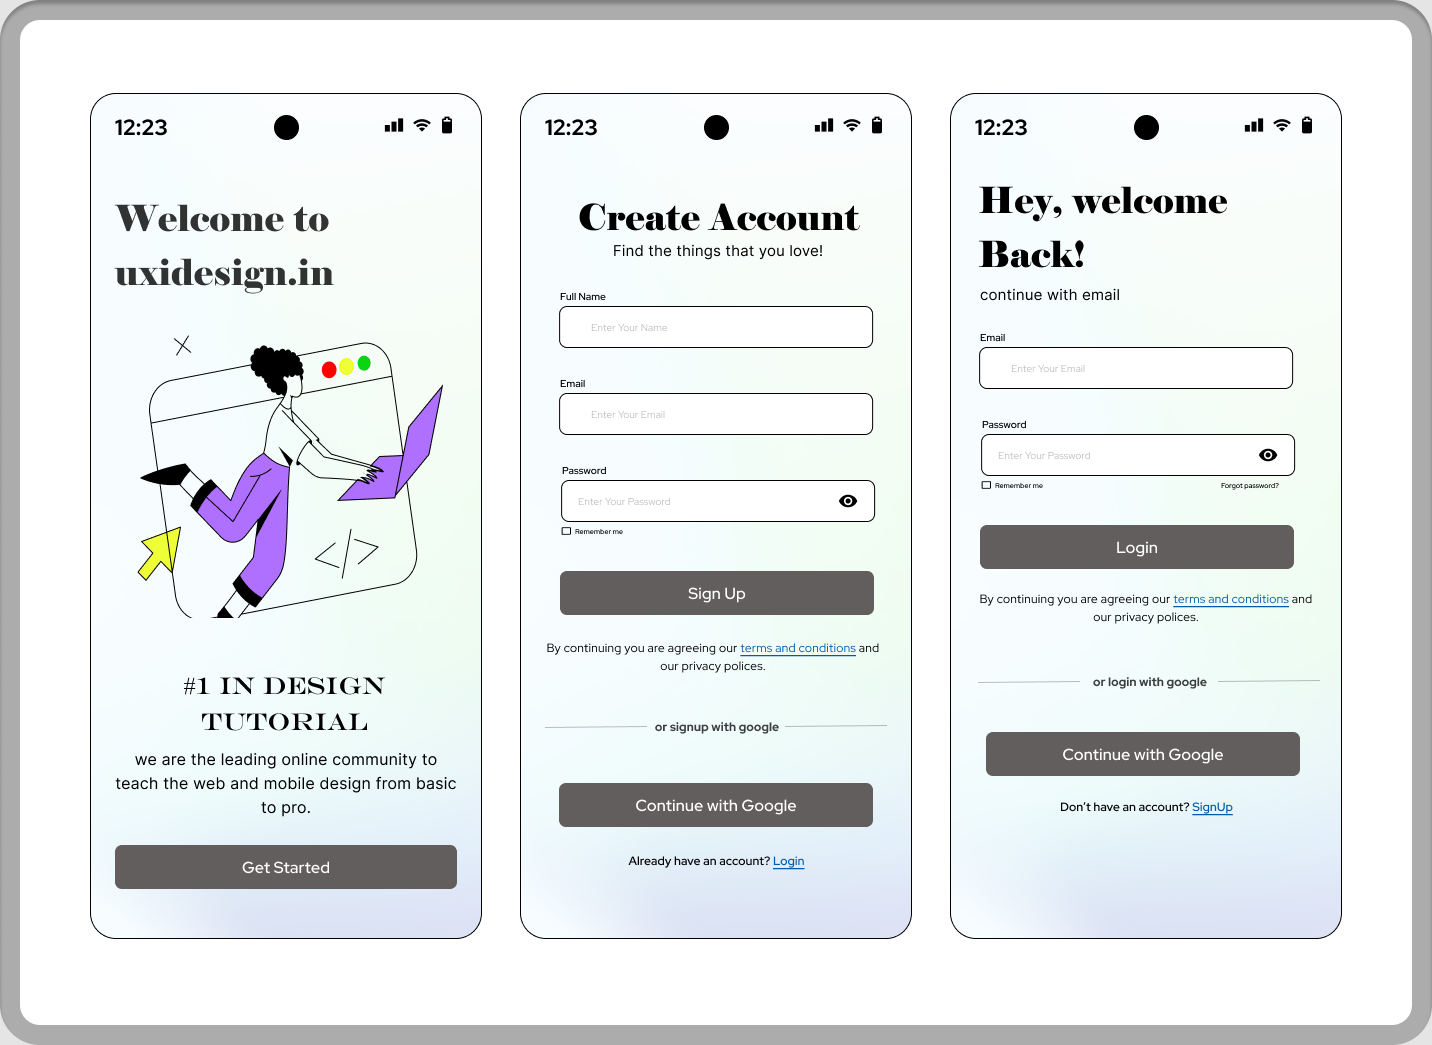 12:23
Welcome to
uxidesign.in
</>
#1 IN DESIGN
TUTORIAL
we are the leading online community to
teach the web and mobile design from basic
to pro.
Get Started
12:23
Create Account
Find the things that you love!
Full Name
Enter Your Name
Email
Enter Your Email
Password
Enter Your Password
Remember me
Sign Up
By continuing you are agreeing our terms and conditions and
our privacy polices.
or signup with google
Continue with Google
Already have an account? Login
12:23
Hey, welcome
Back!
continue with email
Email
Enter Your Email
Password
Enter Your Password
Remember me Forgot password?
Login
By continuing you are agreeing our terms and conditions and
our privacy polices.
or login with google
Continue with Google
Don't have an account? SignUp